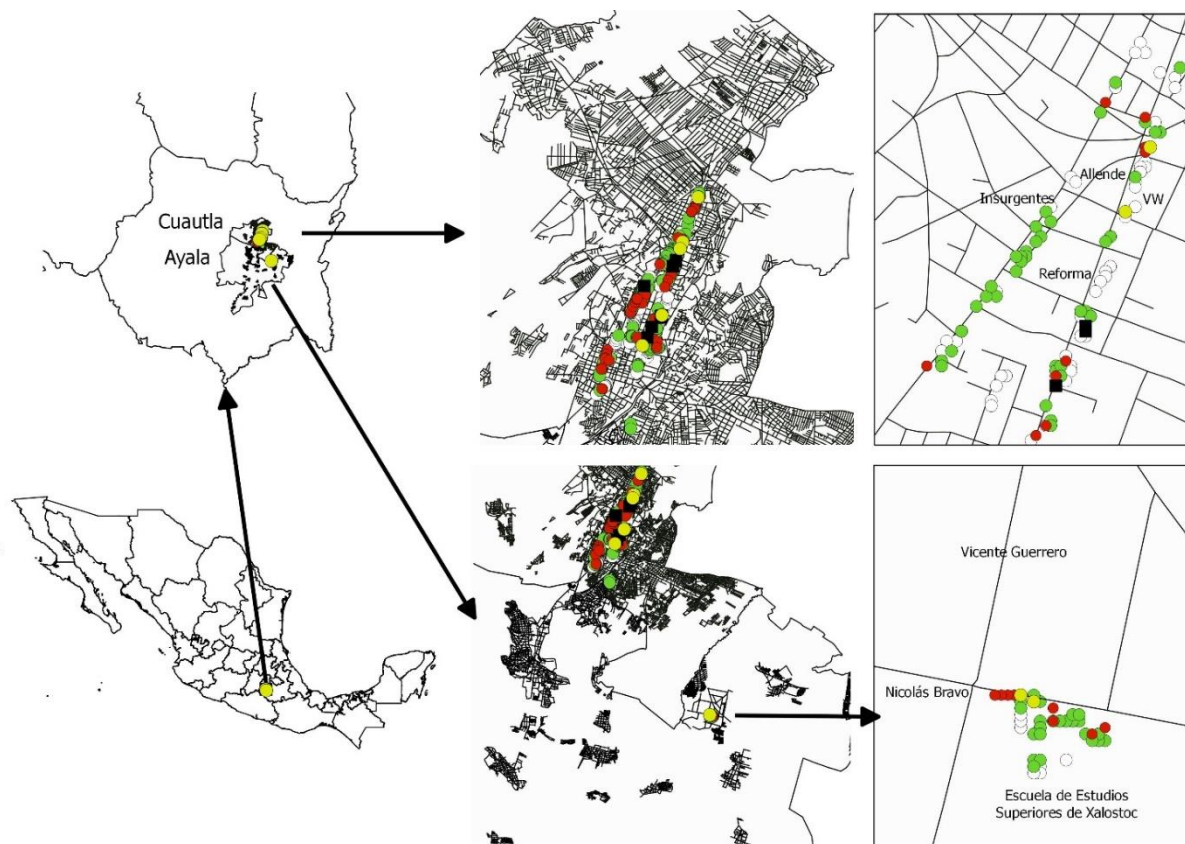 Cuautla
Ayala
Allende
Insurgentes
VW
Reforma
Vicente Guerrero
Nicolás Bravo
Escuela de Estudios
Superiores de Xalostoc